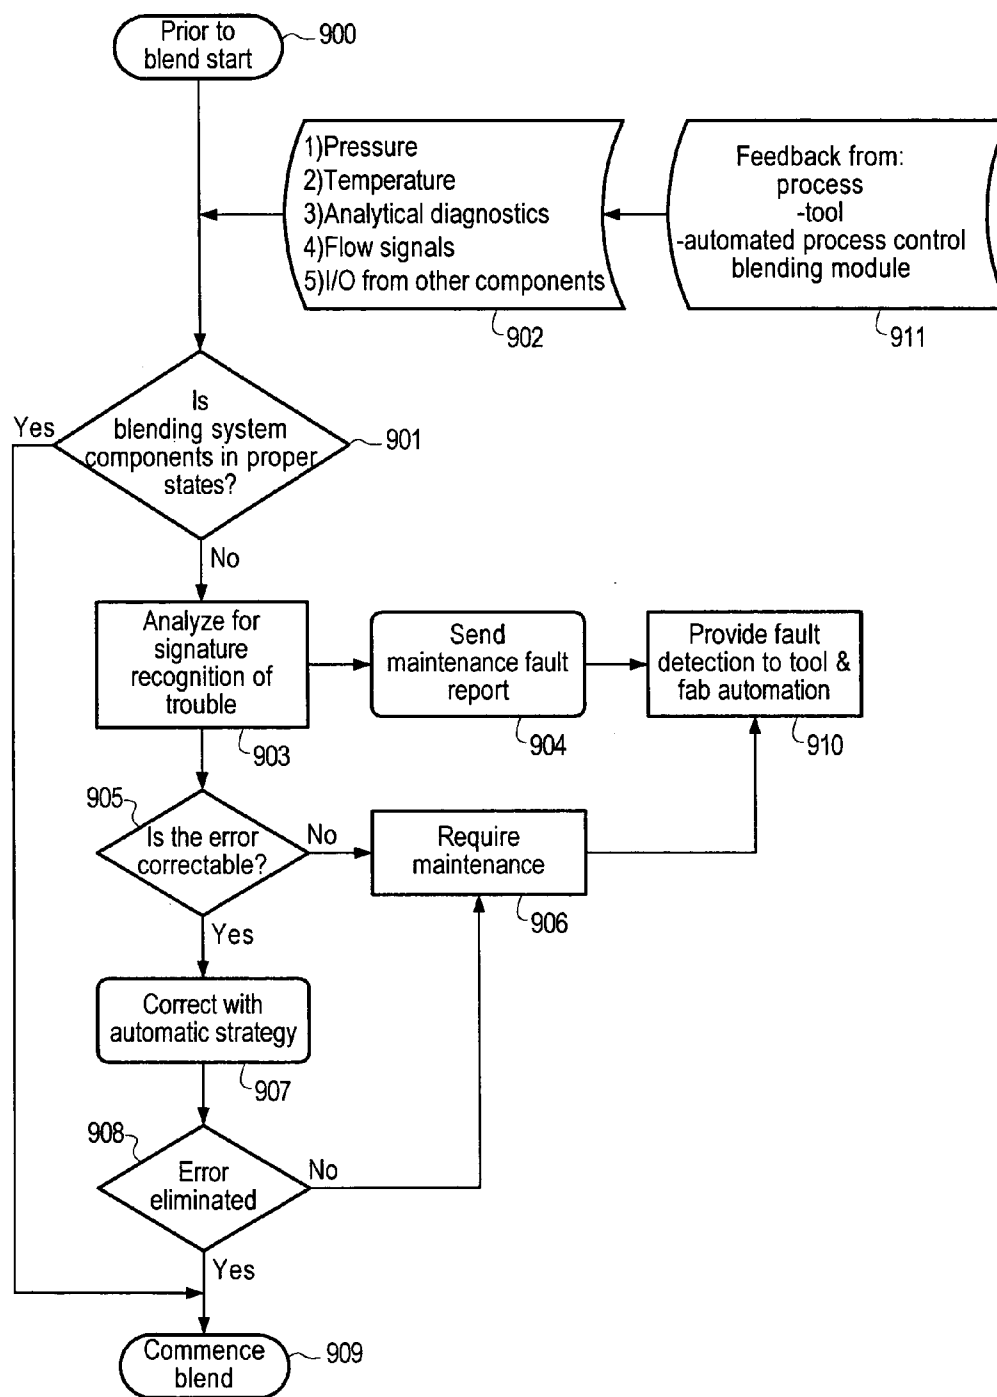 Prior to
blend start
900
1)Pressure
2)Temperature
3)Analytical diagnostics
4)Flow signals
5)I/O from other components
902
Feedback from:
process
-tool
-automated process control
blending module
911
Is
blending system
components in proper
states?
901
Yes
No
Analyze for
signature
recognition of
trouble
903
Send
maintenance fault
report
904
Provide fault
detection to tool &
fab automation
910
905
Is the error
correctable?
No
Require
maintenance
906
Yes
Correct with
automatic strategy
907
908
Error
eliminated
No
Yes
Commence
blend
909